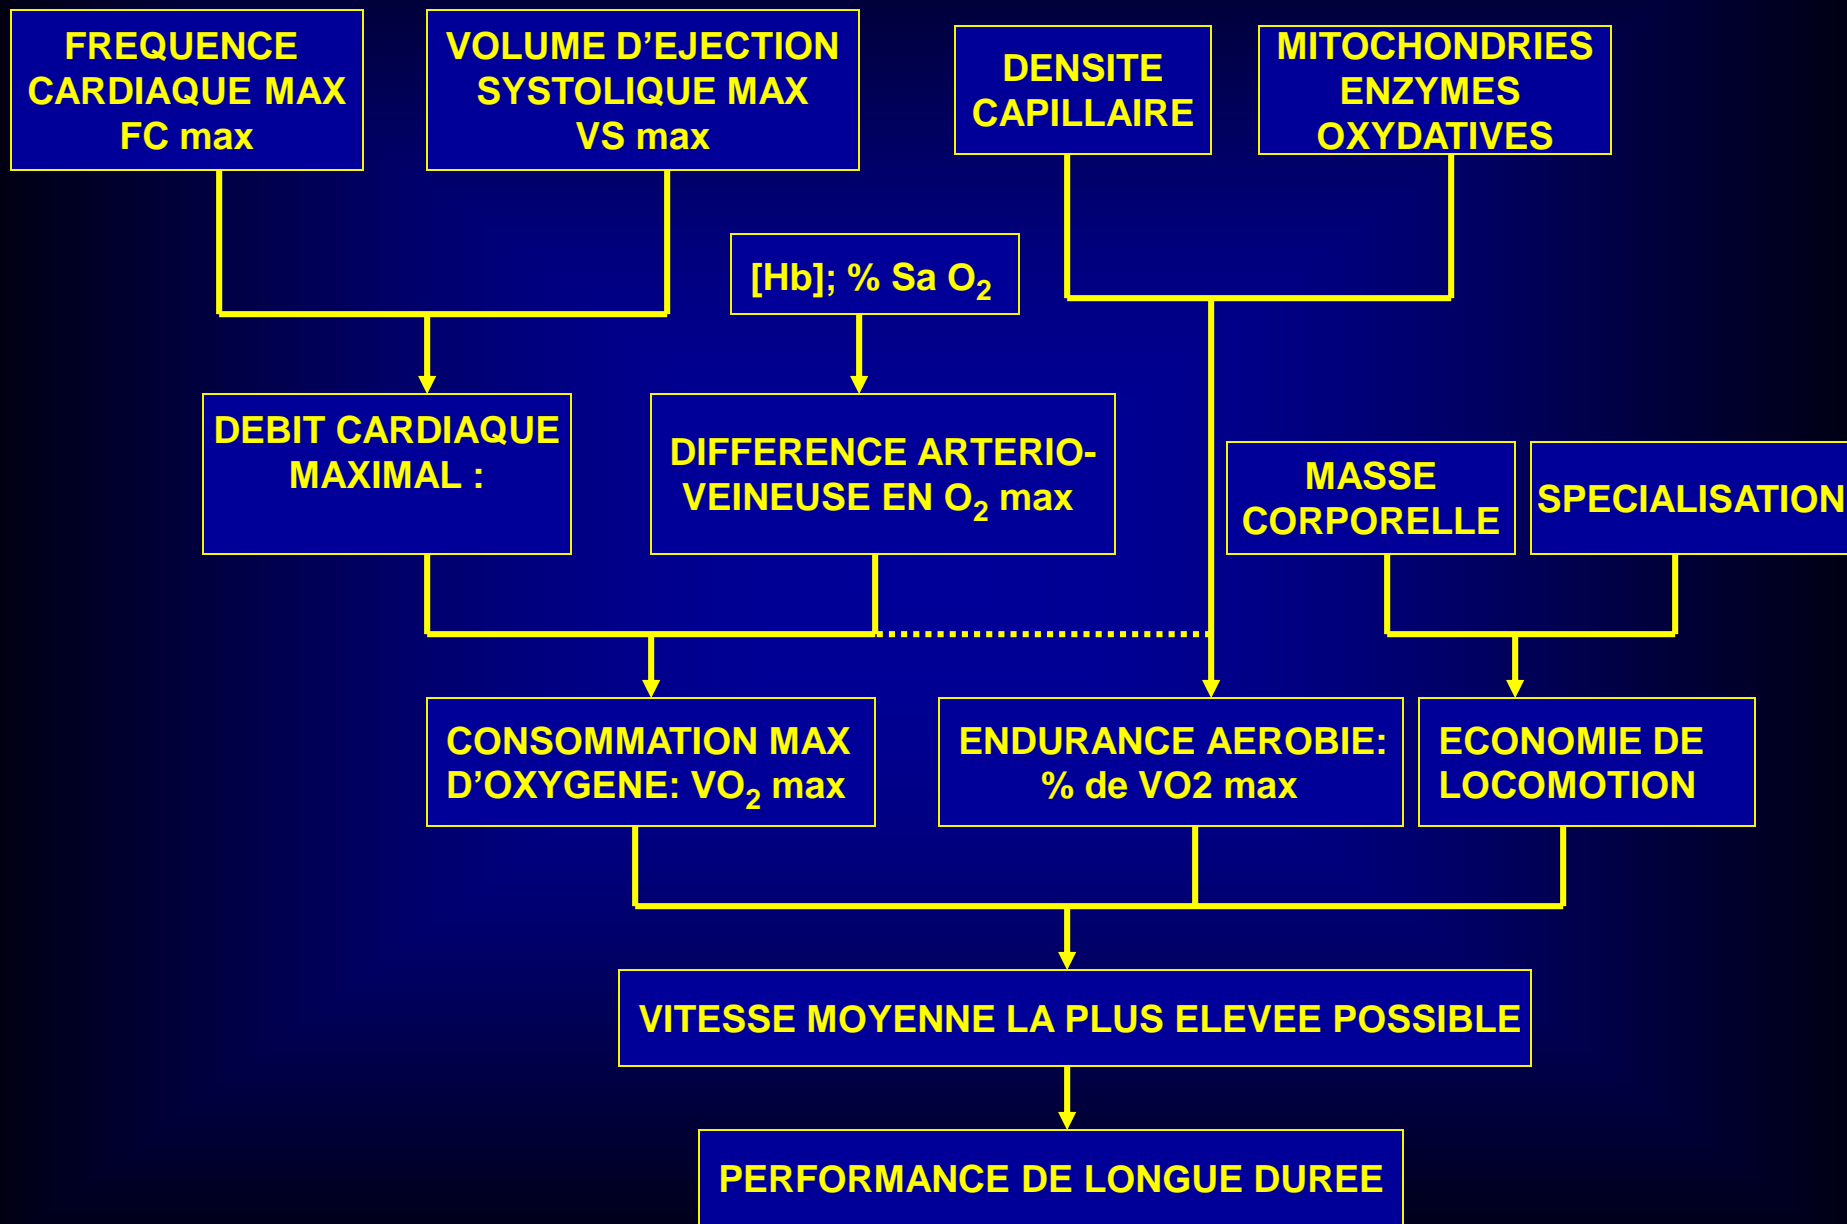 FREQUENCE
CARDIAQUE MAX
FC max
VOLUME D’EJECTION
SYSTOLIQUE MAX
VS max
DENSITE
CAPILLAIRE
MITOCHONDRIES
ENZYMES
OXYDATIVES
[Hb]; % Sa O₂
DEBIT CARDIAQUE
MAXIMAL :
DIFFERENCE ARTERIO-
VEINEUSE EN O₂ max
MASSE
CORPORELLE
SPECIALISATION
CONSOMMATION MAX
D’OXYGENE: VO₂ max
ENDURANCE AEROBIE:
% de VO2 max
ECONOMIE DE
LOCOMOTION
VITESSE MOYENNE LA PLUS ELEVEE POSSIBLE
PERFORMANCE DE LONGUE DUREE